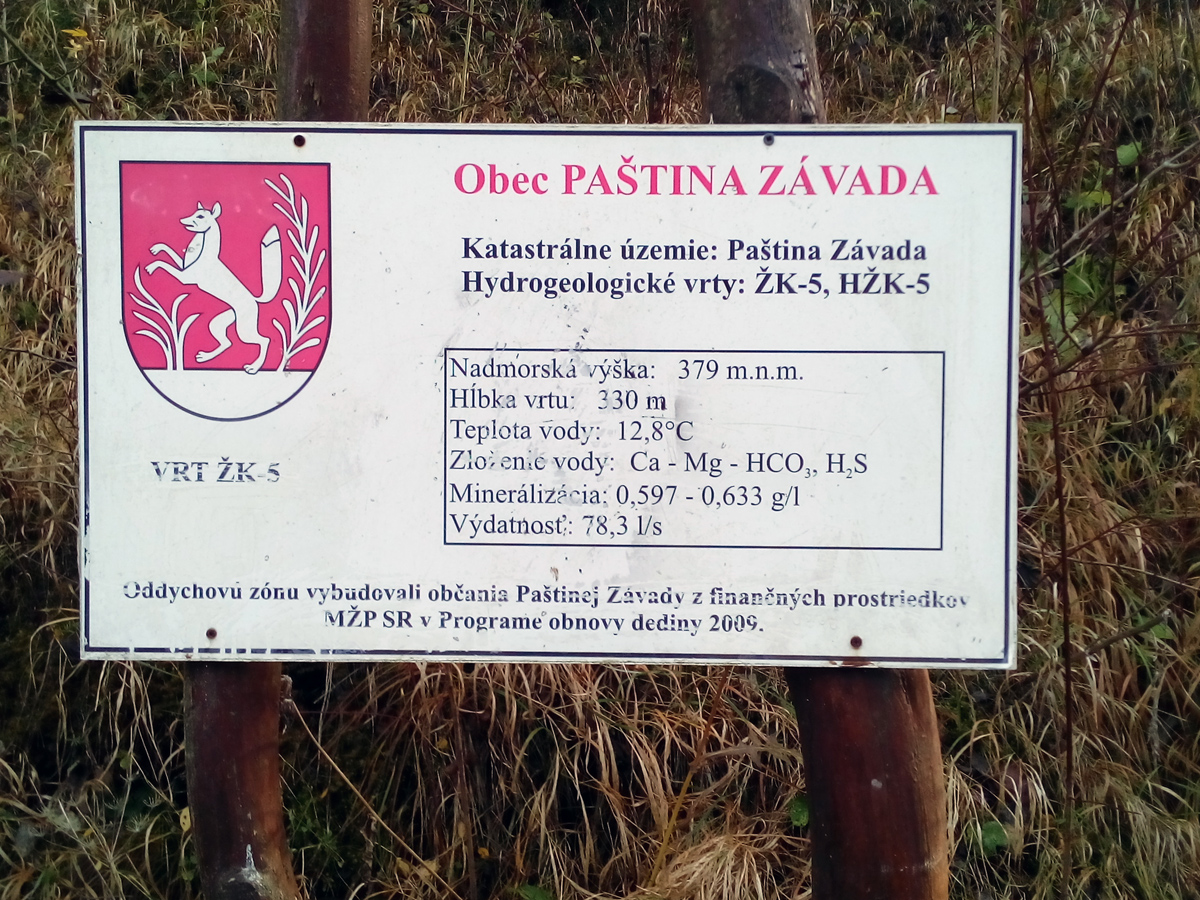 Obec PAŠTINA ZÁVADA
Katastrálne územie: Paština Závada
Hydrogeologické vrty: ŽK-5, HŽK-5
Nadmorská výška: 379 m.n.m.
Hĺbka vrtu: 330 m
Teplota vody: 12,8°C
Zloženie vody: Ca - Mg - HCO₃, H₂S
Minerálizácia: 0,597 - 0,633 g/l
Výdatnosť: 78,3 l/s
VRT ŽK-5
Oddychovú zónu vybudovali občania Paštinej Závady z finančných prostriedkov
MŽP SR v Programe obnovy dediny 2009.